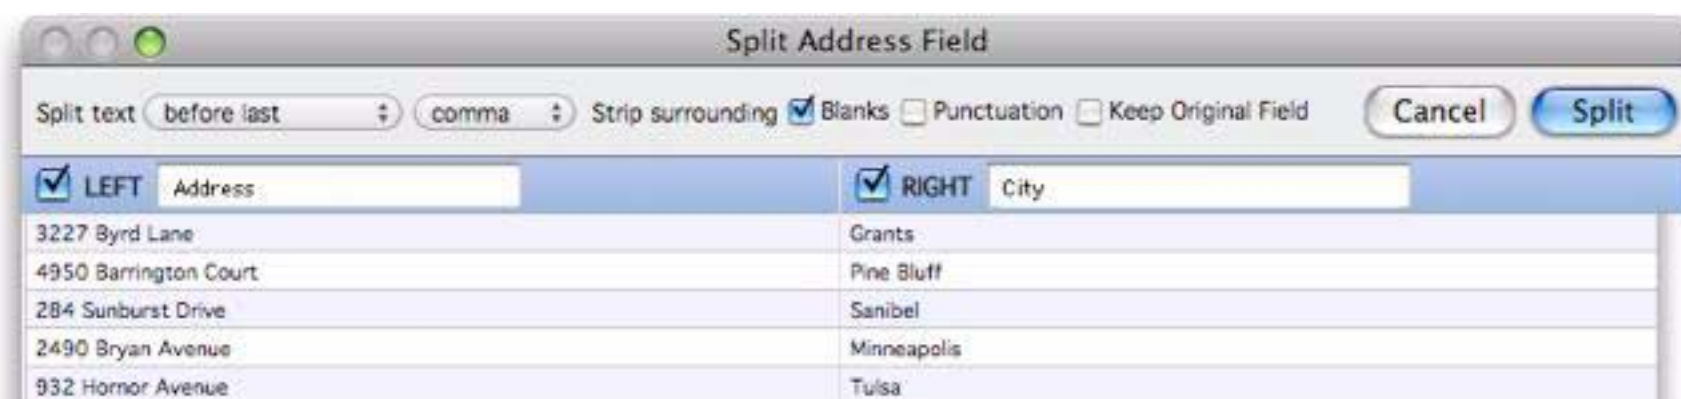 Split Address Field
Split text before last comma Strip surrounding Blanks Punctuation Keep Original Field Cancel Split
LEFT Address RIGHT City
3227 Byrd Lane Grants
4950 Barrington Court Pine Bluff
284 Sunburst Drive Sanibel
2490 Bryan Avenue Minneapolis
932 Hornor Avenue Tulsa